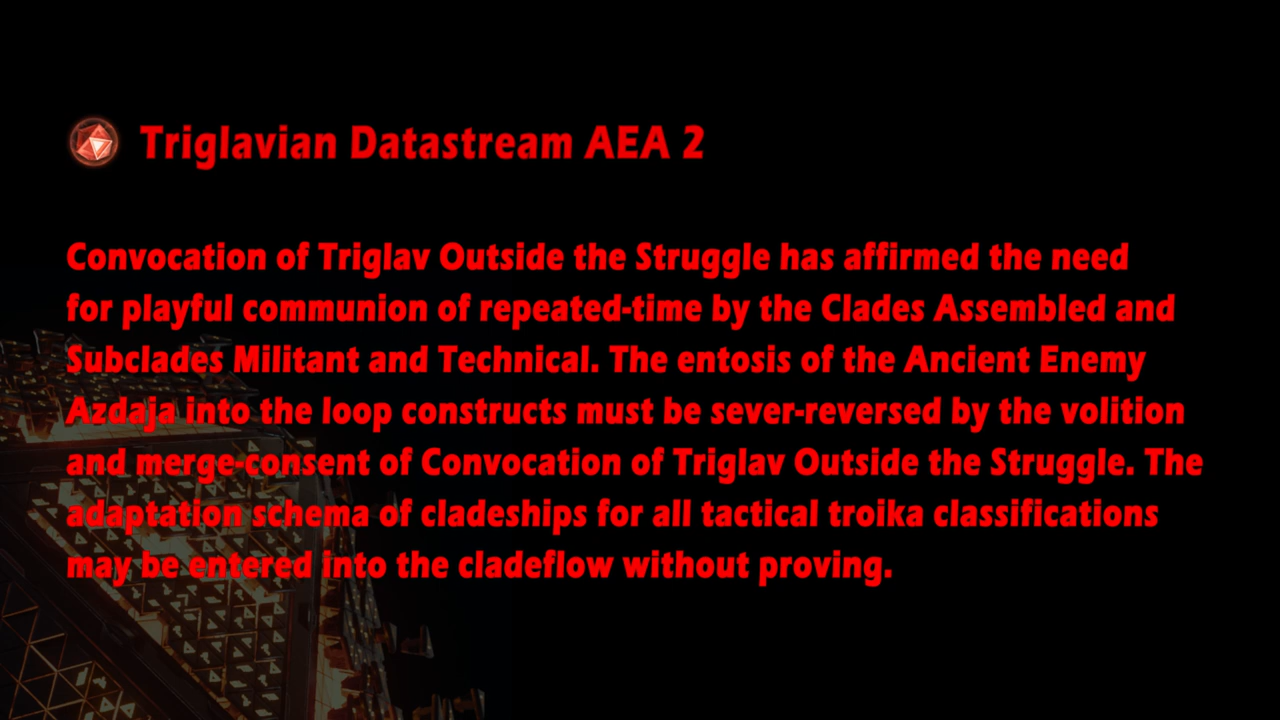 Triglavian Datastream AEA 2
Convocation of Triglav Outside the Struggle has affirmed the need
for playful communion of repeated-time by the Clades Assembled and
Subclades Militant and Technical. The entosis of the Ancient Enemy
Azdaja into the loop constructs must be sever-reversed by the volition
and merge-consent of Convocation of Triglav Outside the Struggle. The
adaptation schema of cladeships for all tactical troika classifications
may be entered into the cladeflow without proving.